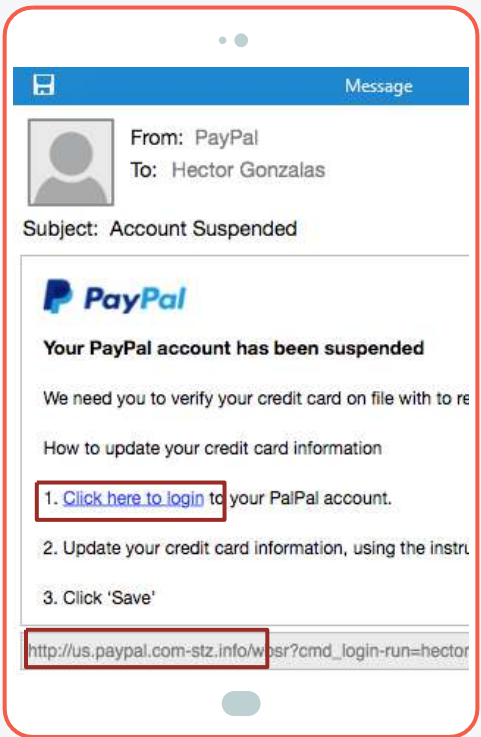 Message
From: PayPal
To: Hector Gonzalas
Subject: Account Suspended
PayPal
Your PayPal account has been suspended
We need you to verify your credit card on file with to re
How to update your credit card information
1. Click here to login to your PalPal account.
2. Update your credit card information, using the instru
3. Click 'Save'
http://us.paypal.com-stz.info/wpsr?cmd_login-run=hector